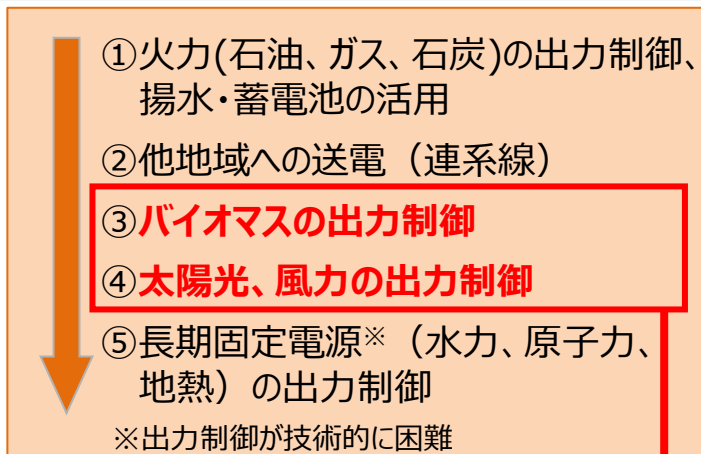 ①火力(石油、ガス、石炭)の出力制御、
揚水・蓄電池の活用
②他地域への送電（連系線）
③バイオマスの出力制御
④太陽光、風力の出力制御
⑤長期固定電源※（水力、原子力、
地熱）の出力制御
※出力制御が技術的に困難